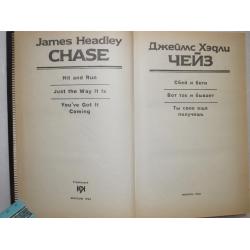 James Headley
CHASE
Hit and Run
Just the Way It Is
You've Got It
Coming
Джеймс Хэдли
ЧЕЙЗ
Сбей и беги
Вот так и бывает
Ты свое еще
получишь